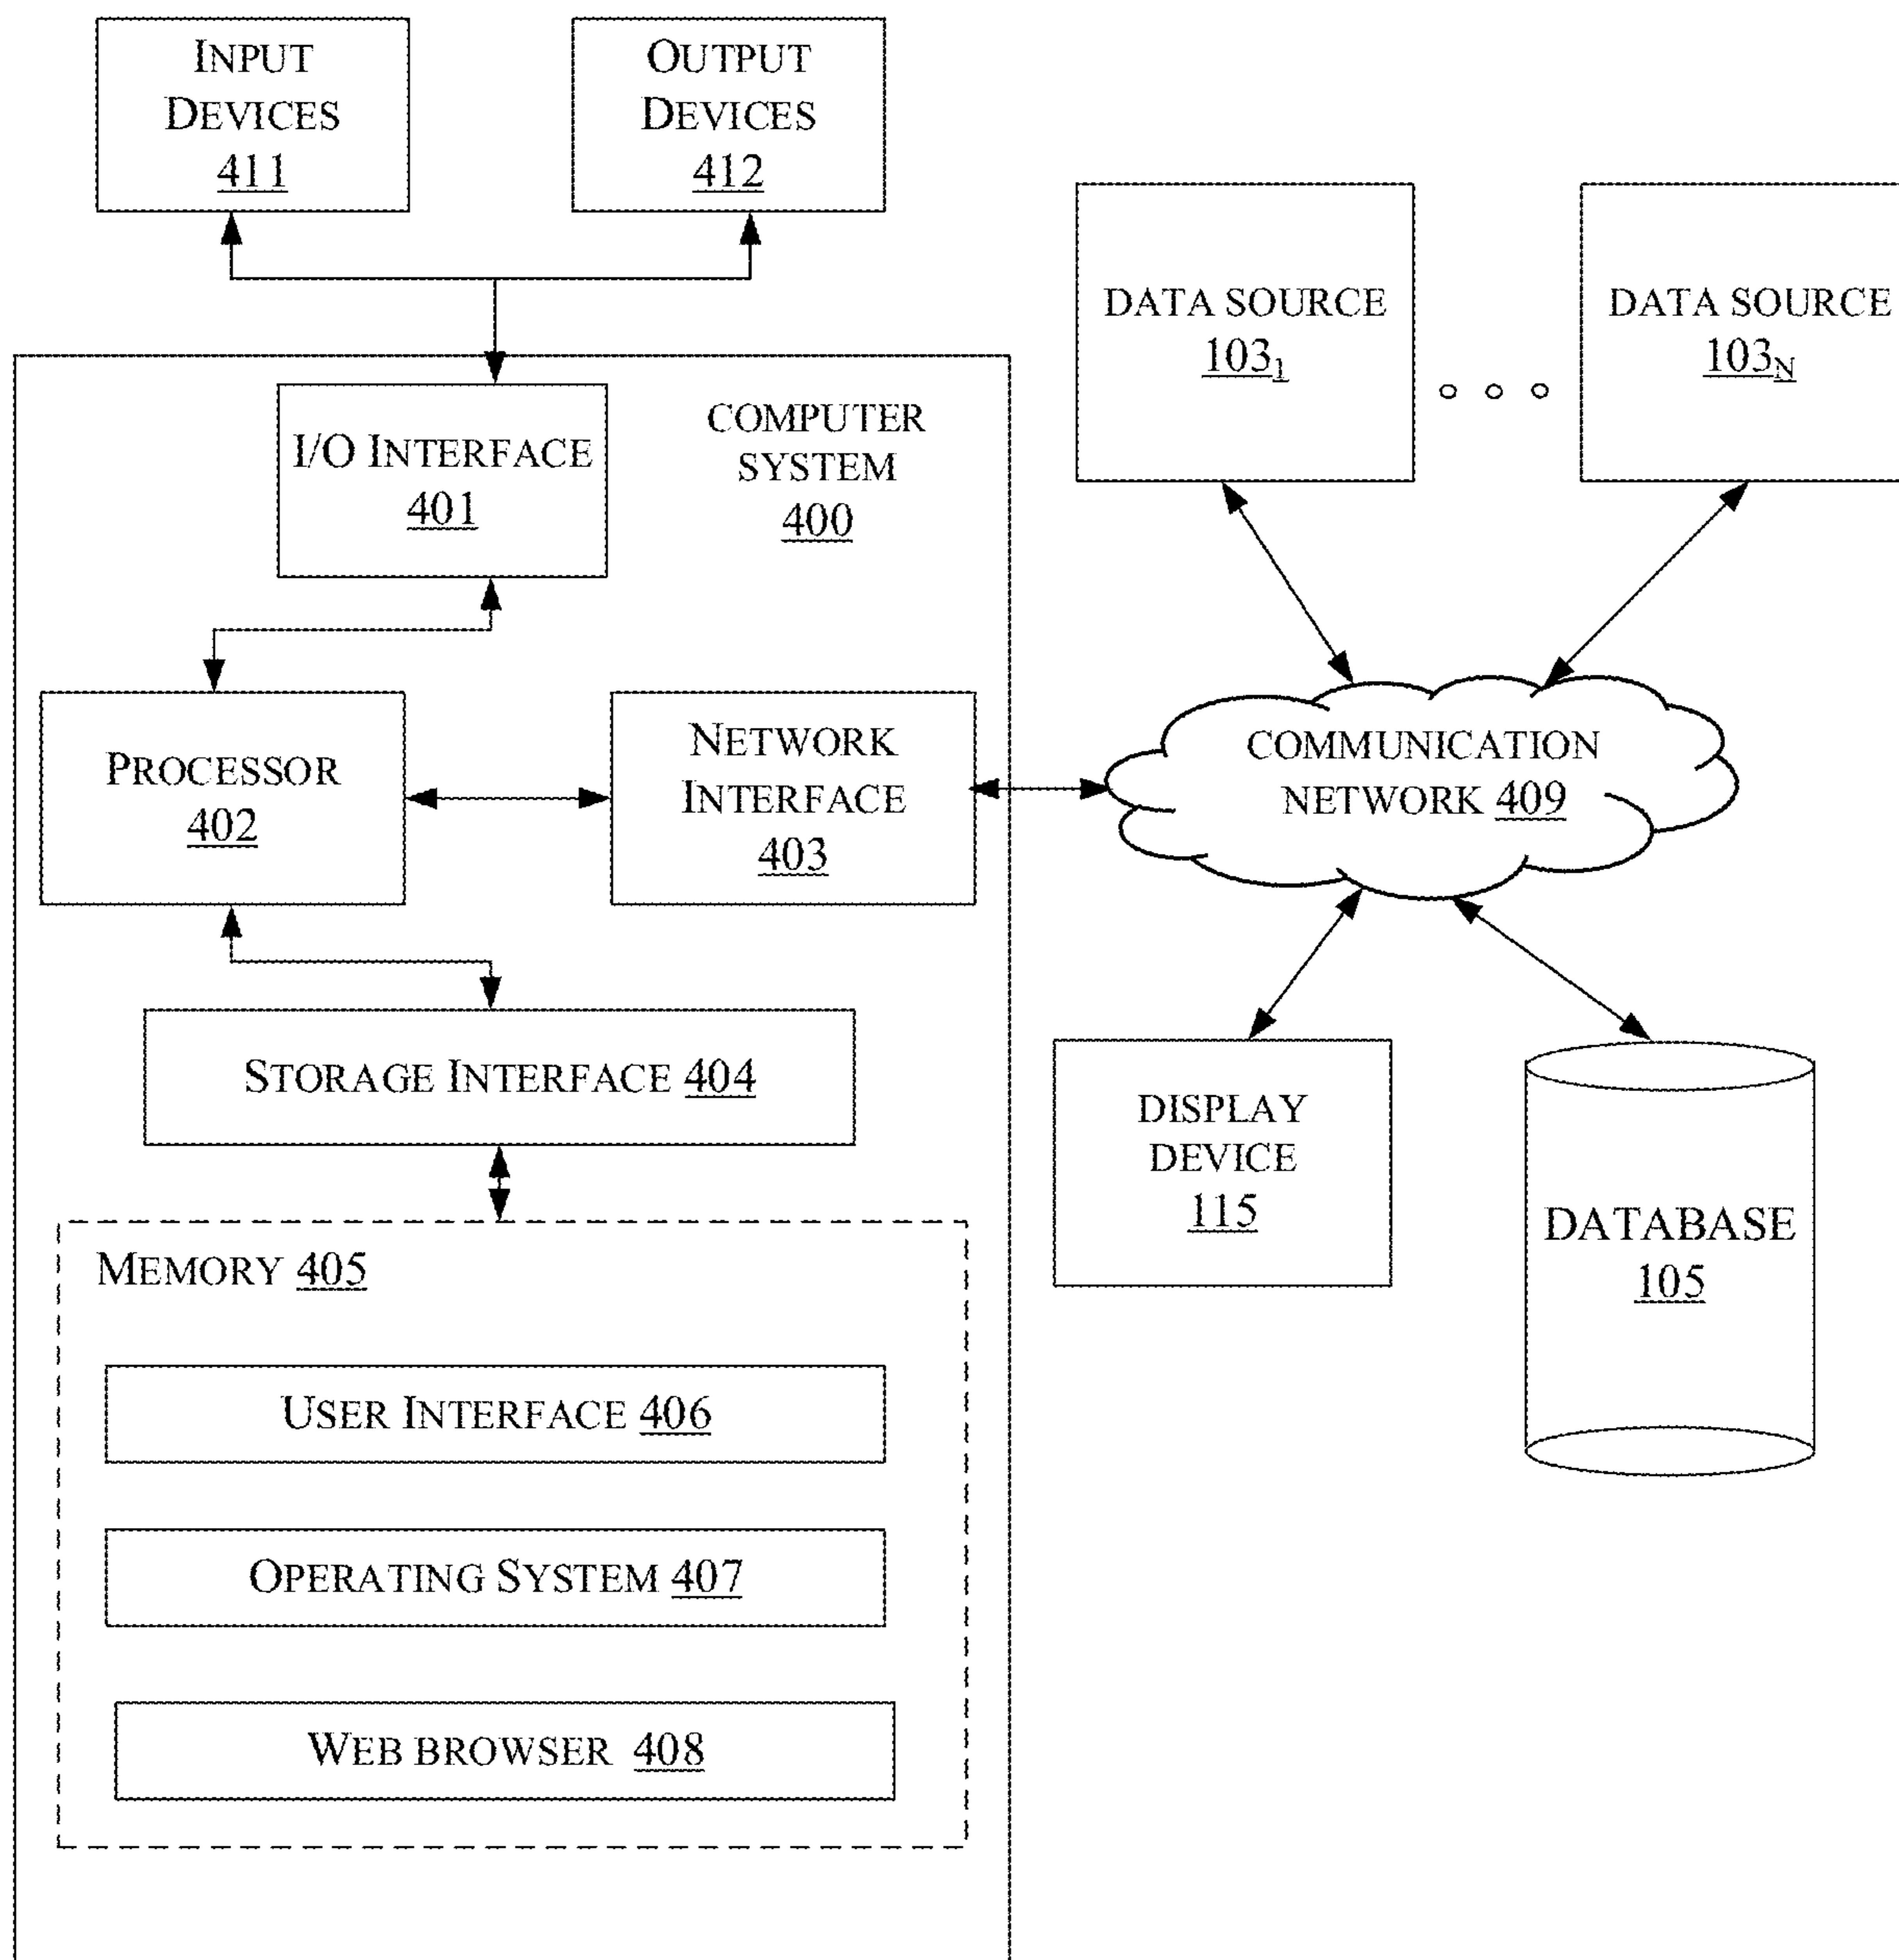 INPUT
DEVICES
411
OUTPUT
DEVICES
412
DATA SOURCE
103₁
DATA SOURCE
103N
I/O INTERFACE
401
COMPUTER
SYSTEM
400
PROCESSOR
402
NETWORK
INTERFACE
403
COMMUNICATION
NETWORK 409
STORAGE INTERFACE 404
DISPLAY
DEVICE
115
DATABASE
105
MEMORY 405
USER INTERFACE 406
OPERATING SYSTEM 407
WEB BROWSER 408